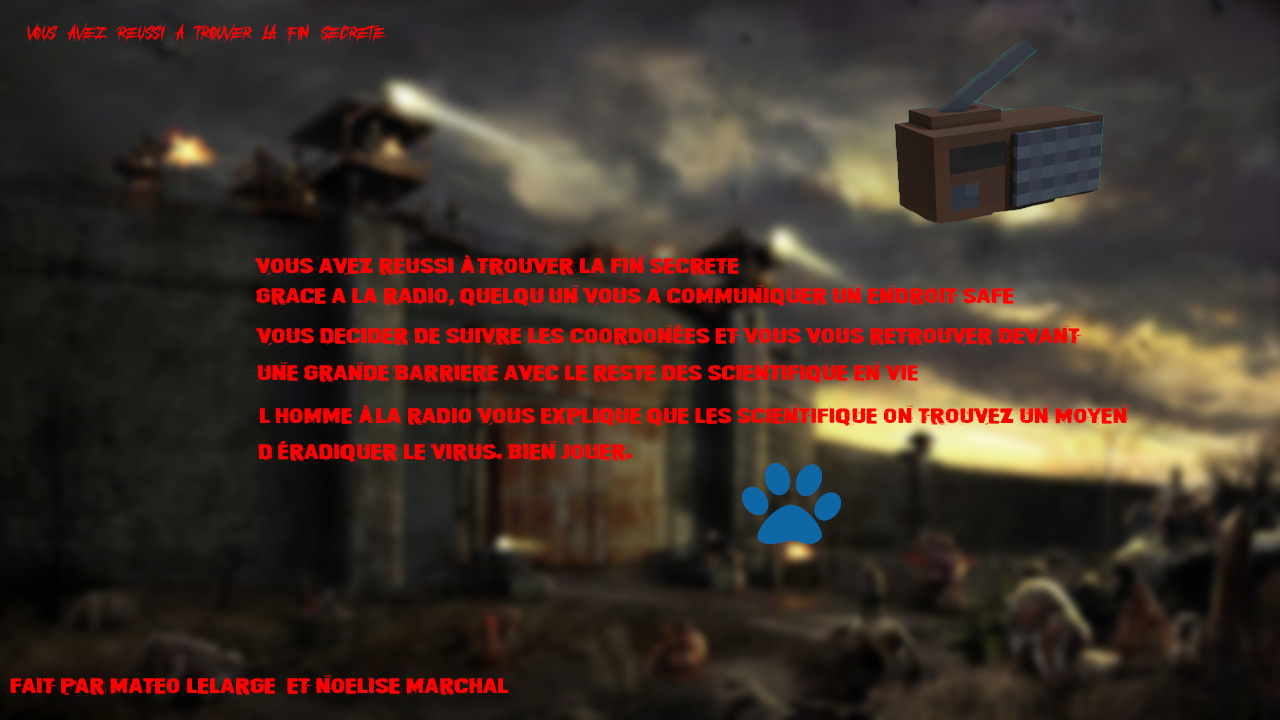 VOUS AVEZ REUSSI A TROUVER LA FIN SECRETE
VOUS AVEZ REUSSI À TROUVER LA FIN SECRETE
GRACE A LA RADIO, QUELQU UN VOUS A COMMUNIQUER UN ENDROIT SAFE
VOUS DECIDER DE SUIVRE LES COORDONÉES ET VOUS VOUS RETROUVER DEVANT
UNE GRANDE BARRIERE AVEC LE RESTE DES SCIENTIFIQUE EN VIE
L HOMME À LA RADIO VOUS EXPLIQUE QUE LES SCIENTIFIQUE ON TROUVEZ UN MOYEN
D ÉRADIQUER LE VIRUS. BIEN JOUER.
FAIT PAR MATEO LELARGE ET NOELISE MARCHAL